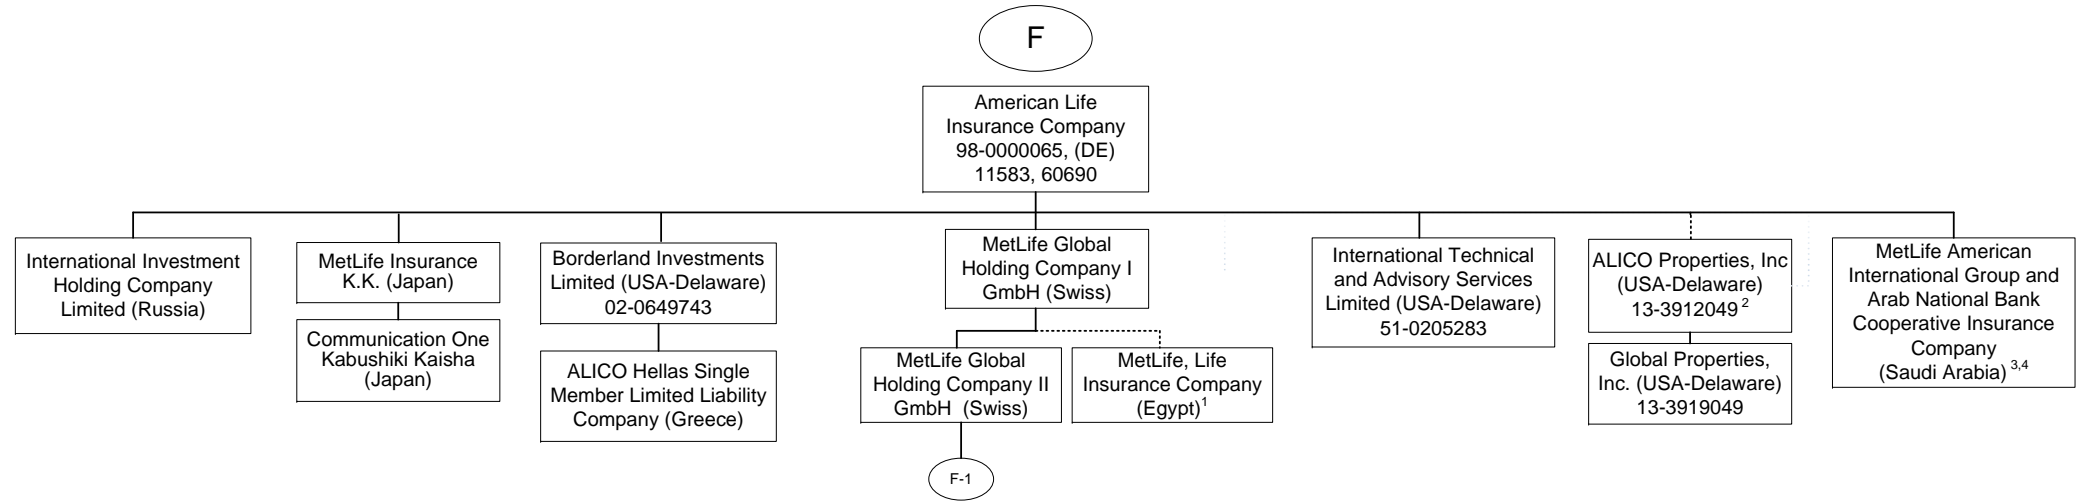 F
American Life
Insurance Company
98-0000065, (DE)
11583, 60690
International Investment
Holding Company
Limited (Russia)
MetLife Insurance
K.K. (Japan)
Communication One
Kabushiki Kaisha
(Japan)
Borderland Investments
Limited (USA-Delaware)
02-0649743
ALICO Hellas Single
Member Limited Liability
Company (Greece)
MetLife Global
Holding Company I
GmbH (Swiss)
MetLife Global
Holding Company II
GmbH (Swiss)
F-1
MetLife, Life
Insurance Company
(Egypt)1
International Technical
and Advisory Services
Limited (USA-Delaware)
51-0205283
ALICO Properties, Inc
(USA-Delaware)
13-3912049 2
Global Properties,
Inc. (USA-Delaware)
13-3919049
MetLife American
International Group and
Arab National Bank
Cooperative Insurance
Company
(Saudi Arabia) 3,4